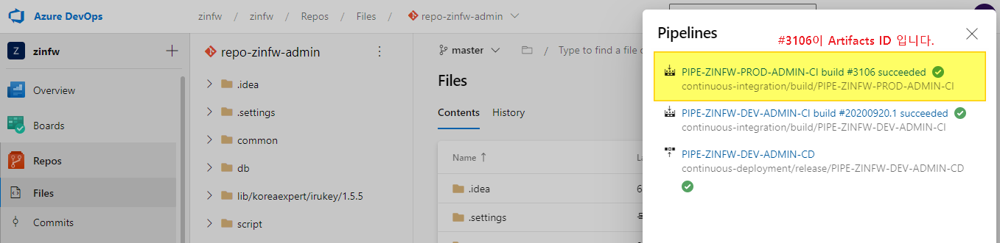 Azure DevOps
zinfw / zinfw / Repos / Files / repo-zinfw-admin
Z zinfw
Overview
Boards
Repos
Files
Commits
repo-zinfw-admin
.idea
.settings
common
db
lib/koreaexpert/irukey/1.5.5
script
master / Type to find a file
Files
Contents History
Name ↑
.idea 6
.settings
Pipelines
#3106이 Artifacts ID 입니다.
PIPE-ZINFW-PROD-ADMIN-CI build #3106 succeeded
continuous-integration/build/PIPE-ZINFW-PROD-ADMIN-CI
PIPE-ZINFW-DEV-ADMIN-CI build #20200920.1 succeeded
continuous-integration/build/PIPE-ZINFW-DEV-ADMIN-CI
PIPE-ZINFW-DEV-ADMIN-CD
continuous-deployment/release/PIPE-ZINFW-DEV-ADMIN-CD